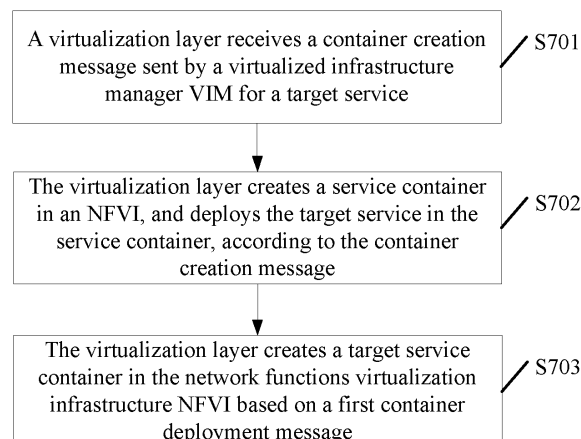 A virtualization layer receives a container creation
message sent by a virtualized infrastructure
manager VIM for a target service
S701
The virtualization layer creates a service container
in an NFVI, and deploys the target service in the
service container, according to the container
creation message
S702
The virtualization layer creates a target service
container in the network functions virtualization
infrastructure NFVI based on a first container
deployment message
S703